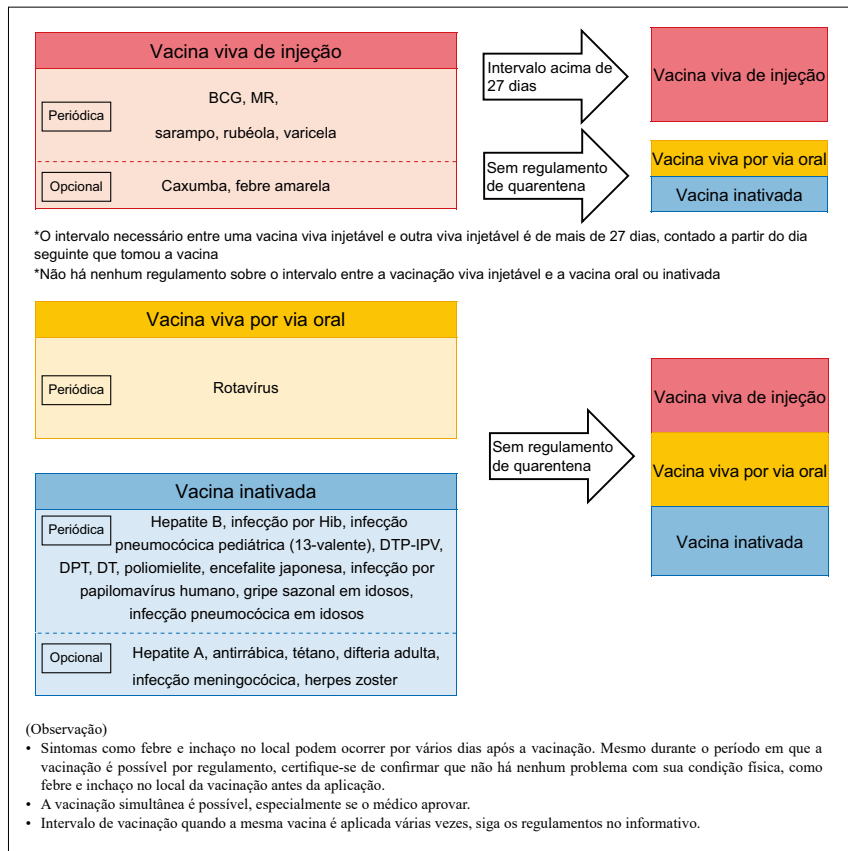 Vacina viva de injeção
Periódica
BCG, MR,
sarampo, rubéola, varicela
Opcional
Caxumba, febre amarela
Intervalo acima de
27 dias
Vacina viva de injeção
Sem regulamento
de quarentena
Vacina viva por via oral
Vacina inativada
*O intervalo necessário entre uma vacina viva injetável e outra viva injetável é de mais de 27 dias, contado a partir do dia
seguinte que tomou a vacina
*Não há nenhum regulamento sobre o intervalo entre a vacinação viva injetável e a vacina oral ou inativada
Vacina viva por via oral
Periódica
Rotavírus
Vacina inativada
Periódica
Hepatite B, infecção por Hib, infecção
pneumocócica pediátrica (13-valente), DTP-IPV,
DPT, DT, poliomielite, encefalite japonesa, infecção por
papilomavírus humano, gripe sazonal em idosos,
infecção pneumocócica em idosos
Opcional
Hepatite A, antirrábica, tétano, difteria adulta,
infecção meningocócica, herpes zoster
Sem regulamento
de quarentena
Vacina viva de injeção
Vacina viva por via oral
Vacina inativada
(Observação)
• Sintomas como febre e inchaço no local podem ocorrer por vários dias após a vacinação. Mesmo durante o período em que a
vacinação é possível por regulamento, certifique-se de confirmar que não há nenhum problema com sua condição física, como
febre e inchaço no local da vacinação antes da aplicação.
• A vacinação simultânea é possível, especialmente se o médico aprovar.
• Intervalo de vacinação quando a mesma vacina é aplicada várias vezes, siga os regulamentos no informativo.